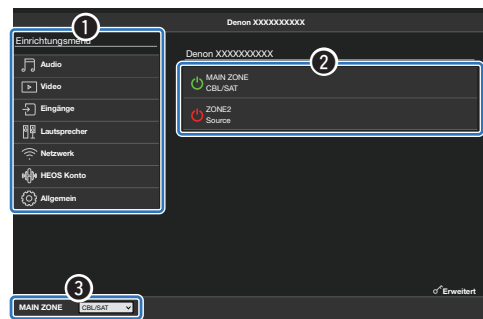 Denon XXXXXXXXXX
1
Einrichtungsmenü
Audio
Video
Eingänge
Lautsprecher
Netzwerk
HEOS Konto
Allgemein
Denon XXXXXXXXXX
2
MAIN ZONE
CBL/SAT
ZONE2
Source
Erweitert
3
MAIN ZONE CBL/SAT